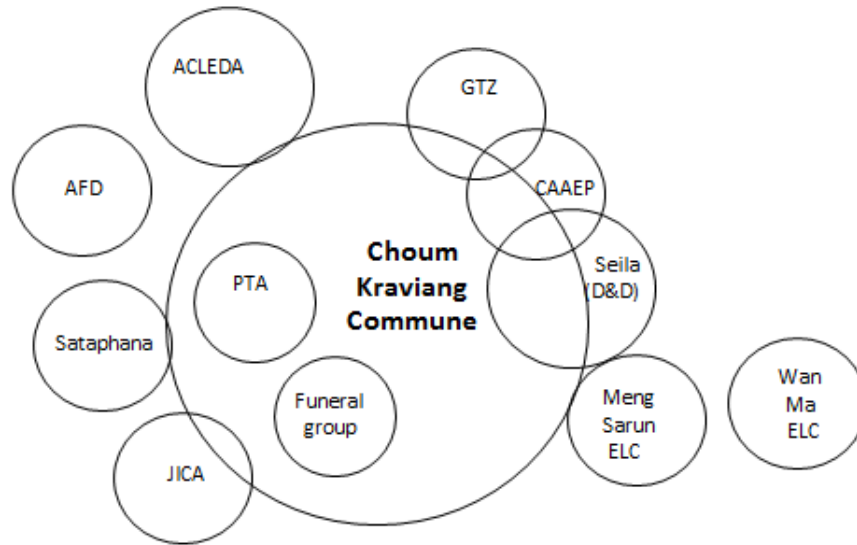 ACLEDA
GTZ
AFD
CAAEP
Choum
Kraviang
Commune
PTA
Seila
(D&D)
Sataphana
Funeral
group
Meng
Sarun
ELC
Wan
Ma
ELC
JICA